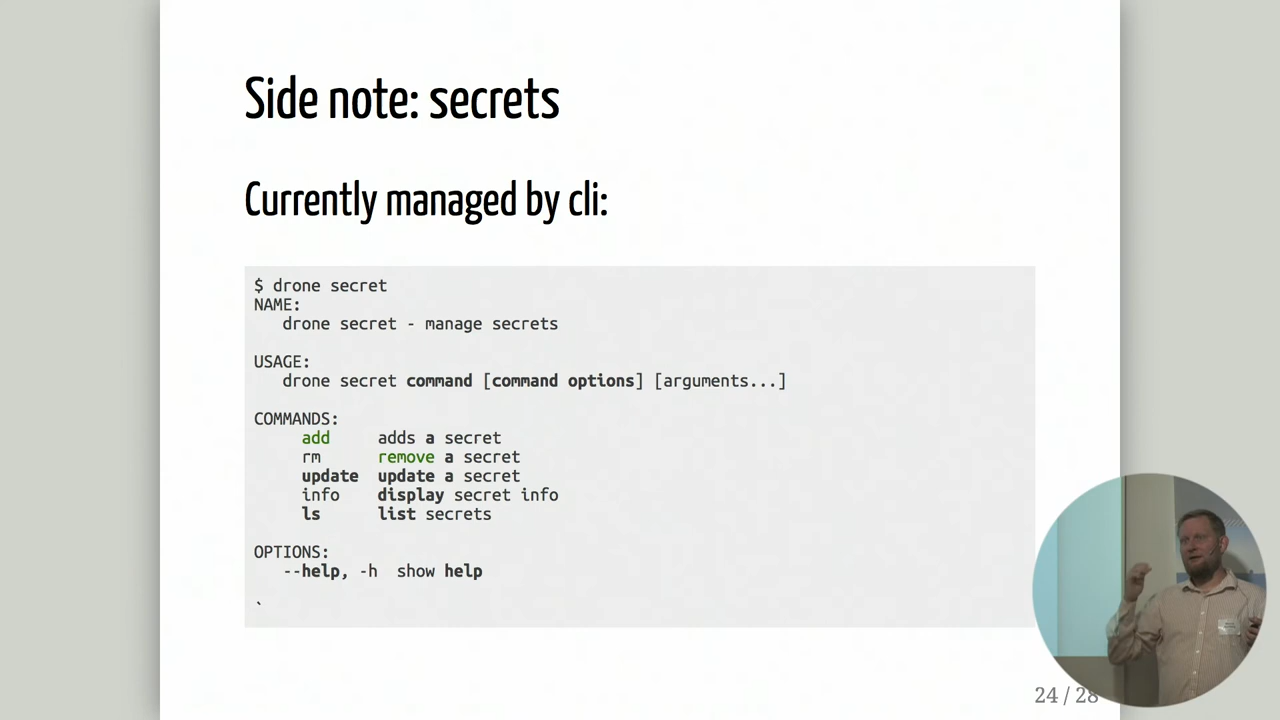 Side note: secrets
Currently managed by cli:
$ drone secret
NAME:
   drone secret - manage secrets
USAGE:
   drone secret command [command options] [arguments...]
COMMANDS:
     add     adds a secret
     rm      remove a secret
     update  update a secret
     info    display secret info
     ls      list secrets
OPTIONS:
   --help, -h  show help
`
24 / 28